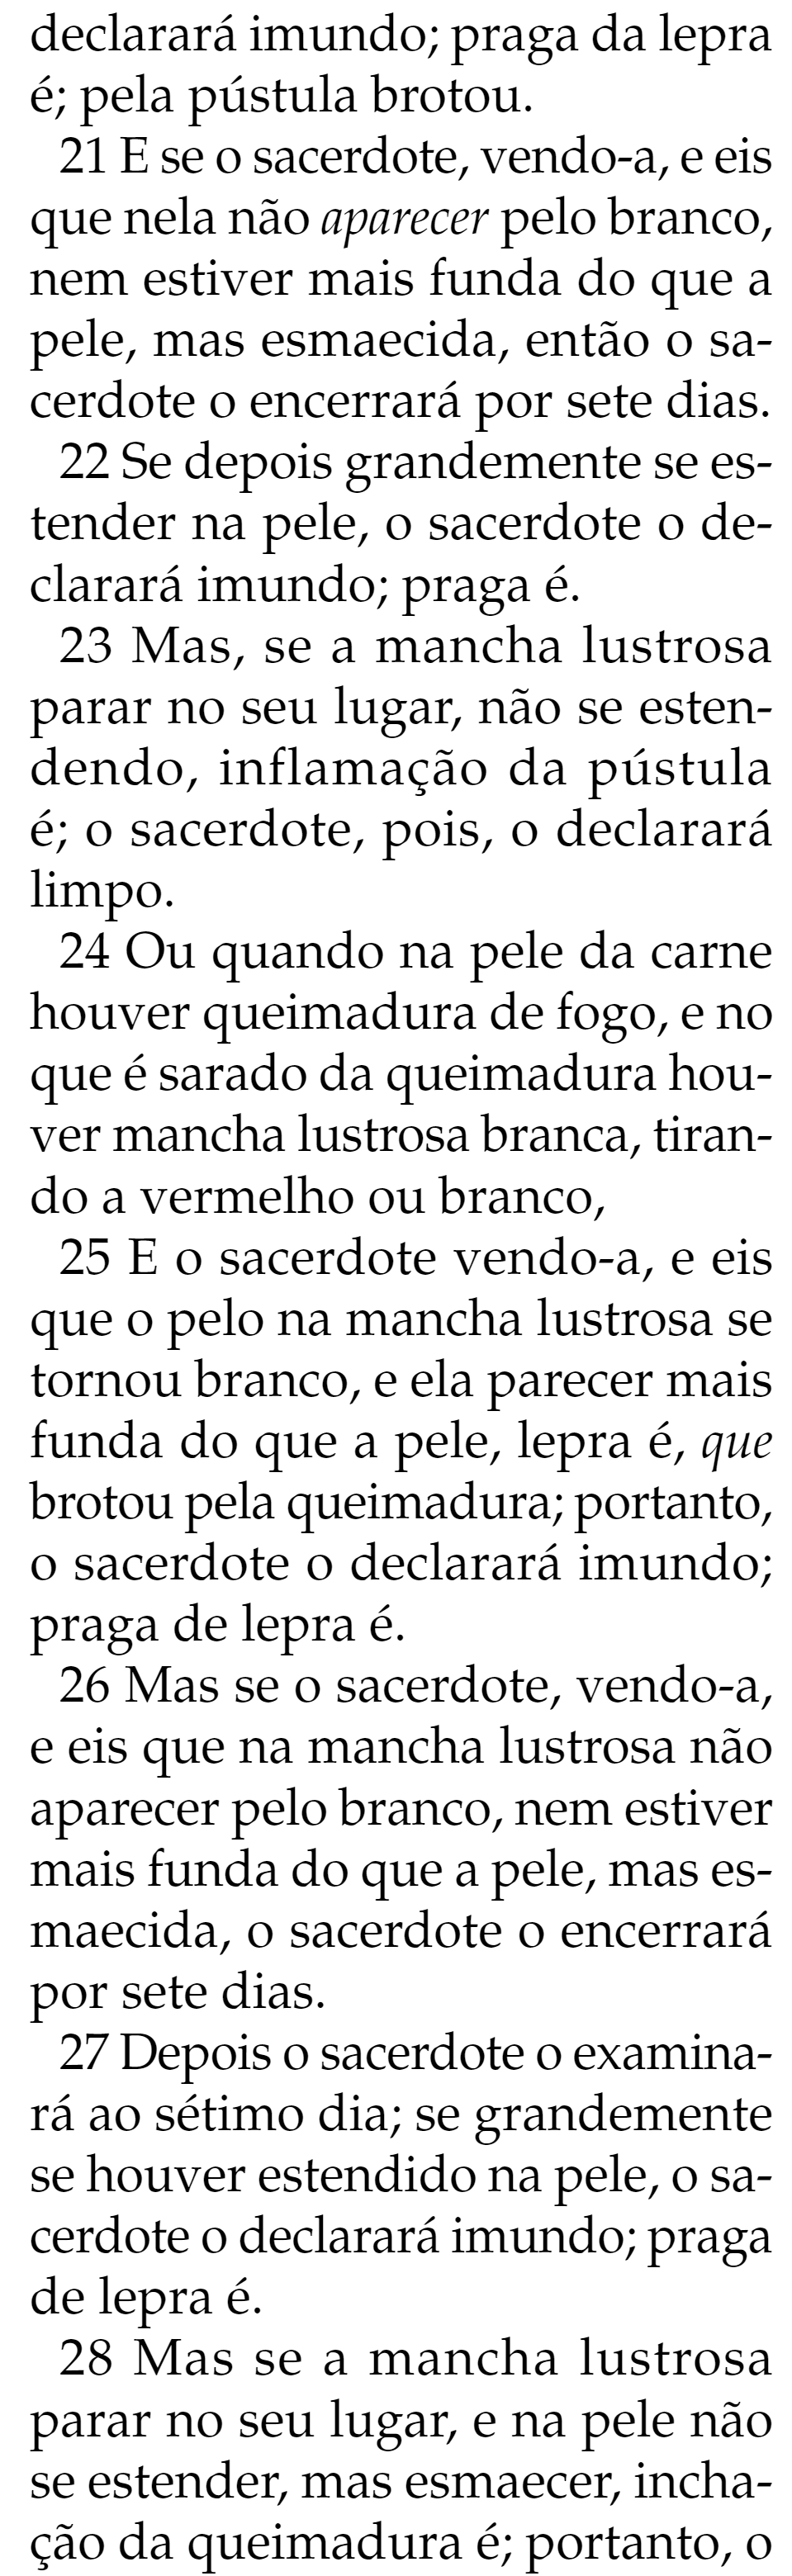 declarará imundo; praga da lepra
é; pela pústula brotou.
21 E se o sacerdote, vendo-a, e eis
que nela não aparecer pelo branco,
nem estiver mais funda do que a
pele, mas esmaecida, então o sa-
cerdote o encerrará por sete dias.
22 Se depois grandemente se es-
tender na pele, o sacerdote o de-
clarará imundo; praga é.
23 Mas, se a mancha lustrosa
parar no seu lugar, não se esten-
dendo, inflamação da pústula
é; o sacerdote, pois, o declarará
limpo.
24 Ou quando na pele da carne
houver queimadura de fogo, e no
que é sarado da queimadura hou-
ver mancha lustrosa branca, tiran-
do a vermelho ou branco,
25 E o sacerdote vendo-a, e eis
que o pelo na mancha lustrosa se
tornou branco, e ela parecer mais
funda do que a pele, lepra é, que
brotou pela queimadura; portanto,
o sacerdote o declarará imundo;
praga de lepra é.
26 Mas se o sacerdote, vendo-a,
e eis que na mancha lustrosa não
aparecer pelo branco, nem estiver
mais funda do que a pele, mas es-
maecida, o sacerdote o encerrará
por sete dias.
27 Depois o sacerdote o examina-
rá ao sétimo dia; se grandemente
se houver estendido na pele, o sa-
cerdote o declarará imundo; praga
de lepra é.
28 Mas se a mancha lustrosa
parar no seu lugar, e na pele não
se estender, mas esmaecer, incha-
ção da queimadura é; portanto, o